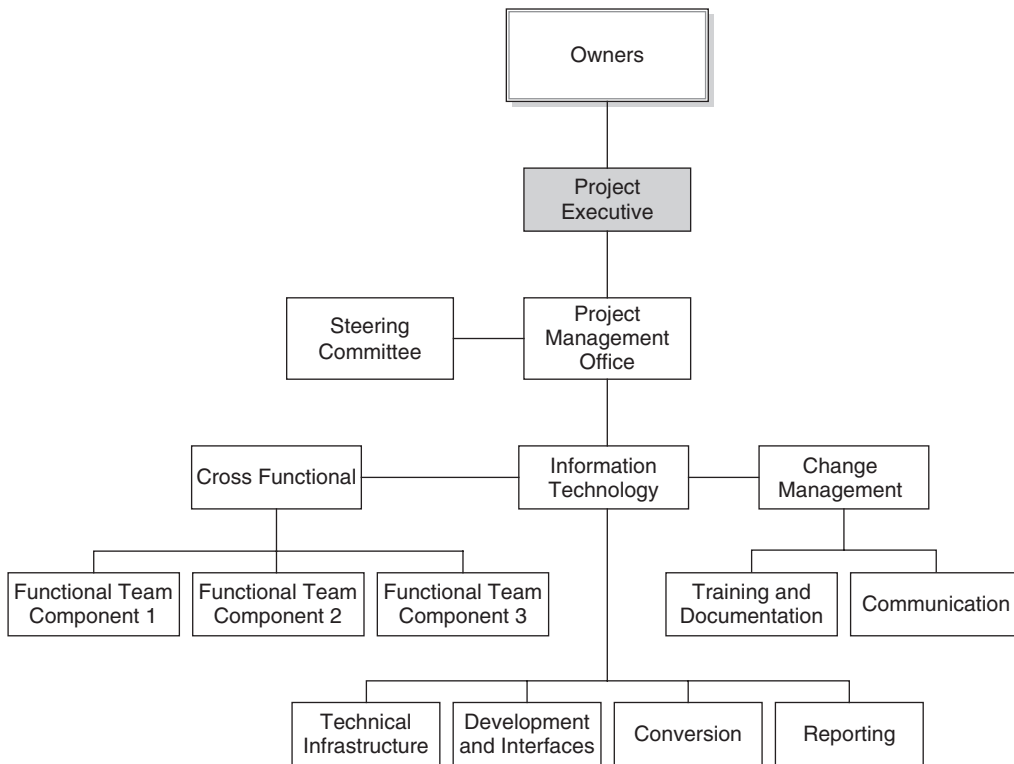 Owners
Project
Executive
Steering
Committee
Project
Management
Office
Cross Functional
Information
Technology
Change
Management
Functional Team
Component 1
Functional Team
Component 2
Functional Team
Component 3
Training and
Documentation
Communication
Technical
Infrastructure
Development
and Interfaces
Conversion
Reporting